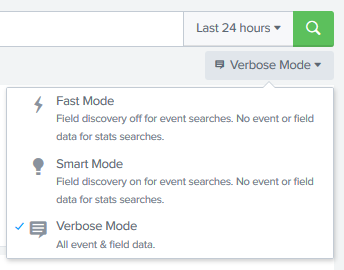 Last 24 hours
Verbose Mode
Fast Mode
Field discovery off for event searches. No event or field
data for stats searches.
Smart Mode
Field discovery on for event searches. No event or field
data for stats searches.
Verbose Mode
All event & field data.